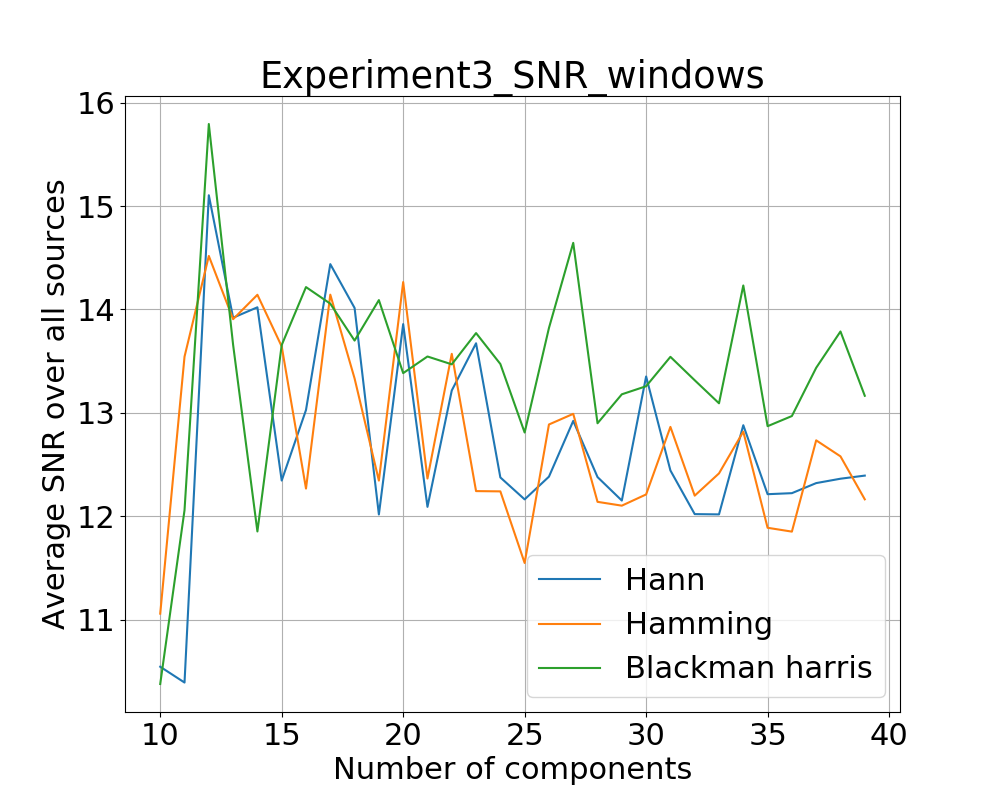 Experiment3_SNR_windows
Average SNR over all sources
16
15
14
13
12
11
Hann
Hamming
Blackman harris
10 15 20 25 30 35 40
Number of components